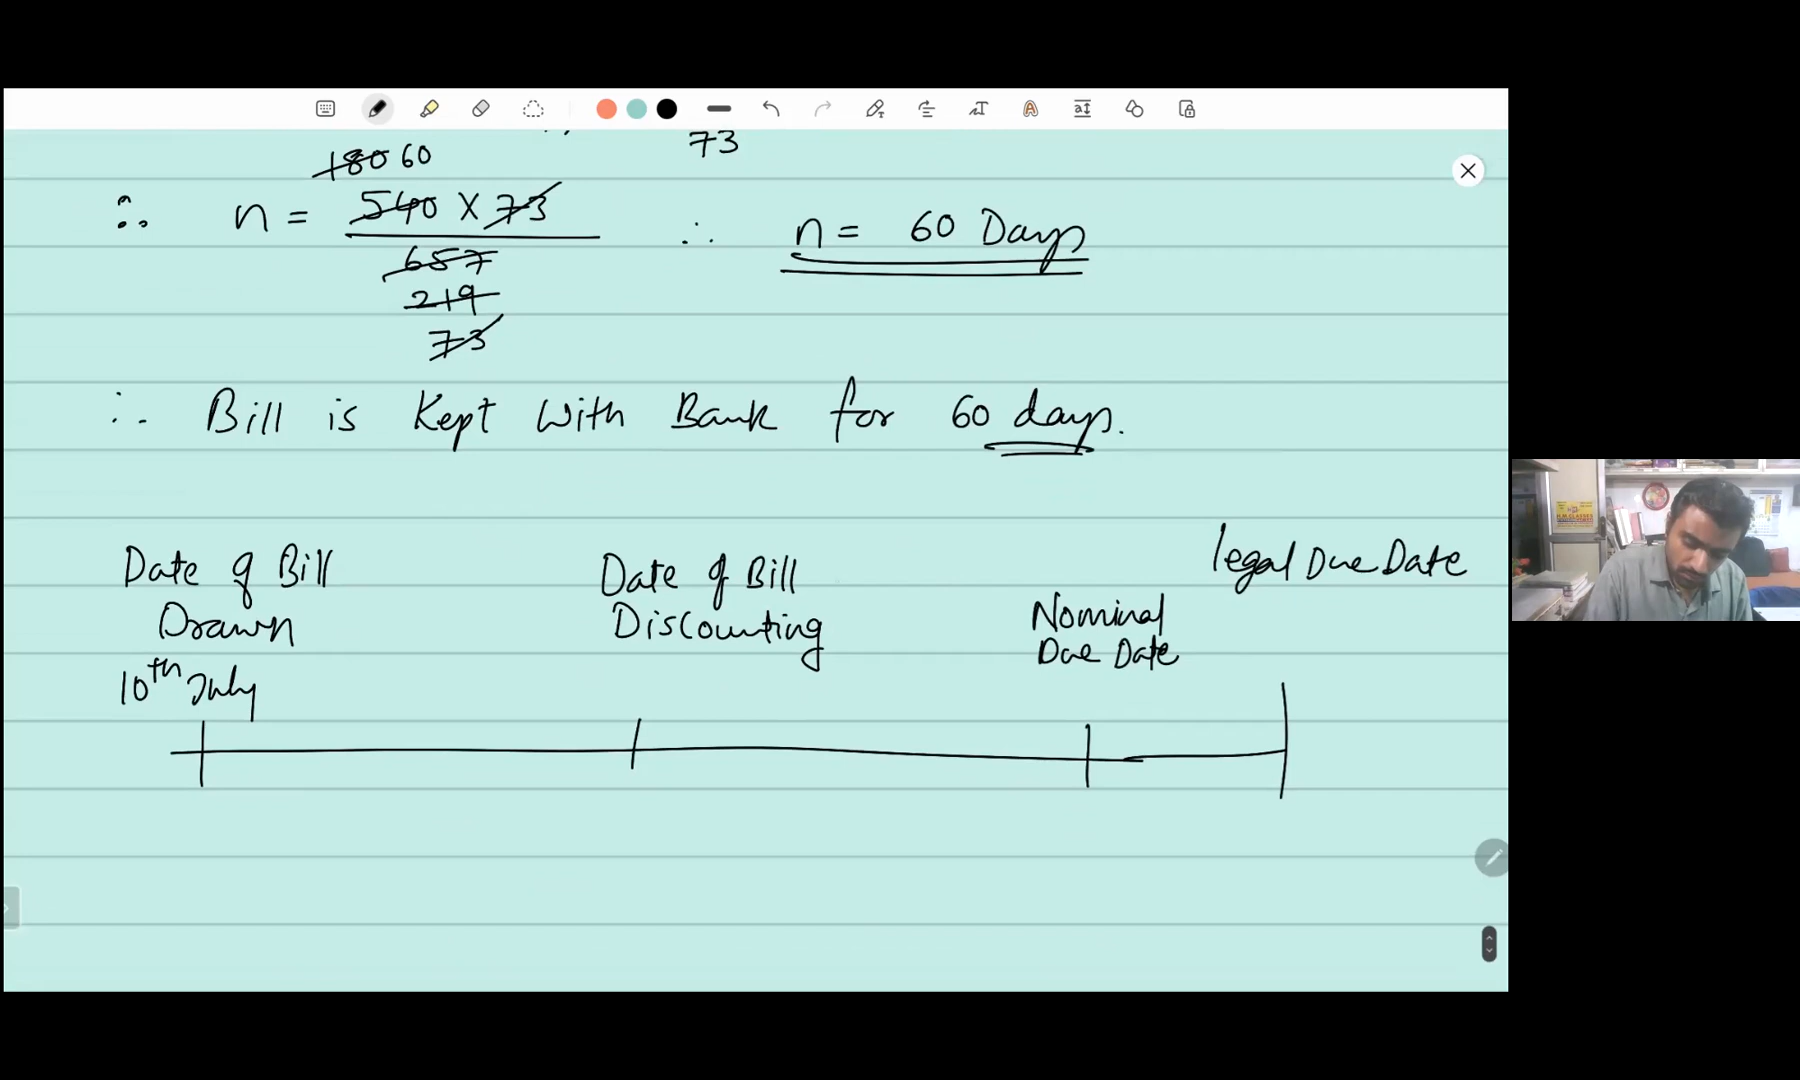 73
180 60
∴ n = 540 × 73
657
219
73
∴ n = 60 Days
∴ Bill is Kept With Bank for 60 days.
Date of Bill Drawn
10th July
Date of Bill Discounting
Nominal Due Date
legal Due Date